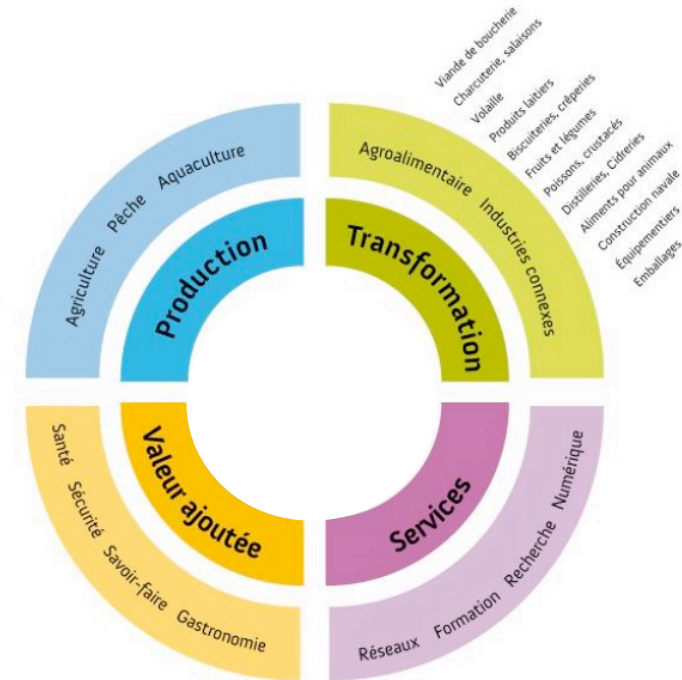 Viande de boucherie
Charcuterie, salaisons
Volaille
Produits laitiers
Biscuiteries, crêperies
Fruits et légumes
Poissons, crustacés
Distilleries, Cidreries
Aliments pour animaux
Construction navale
Équipementiers
Emballages
Agriculture Pêche Aquaculture
Production
Agroalimentaire Industries connexes
Transformation
Valeur ajoutée
Santé Sécurité Savoir-faire Gastronomie
Services
Réseaux Formation Recherche Numérique